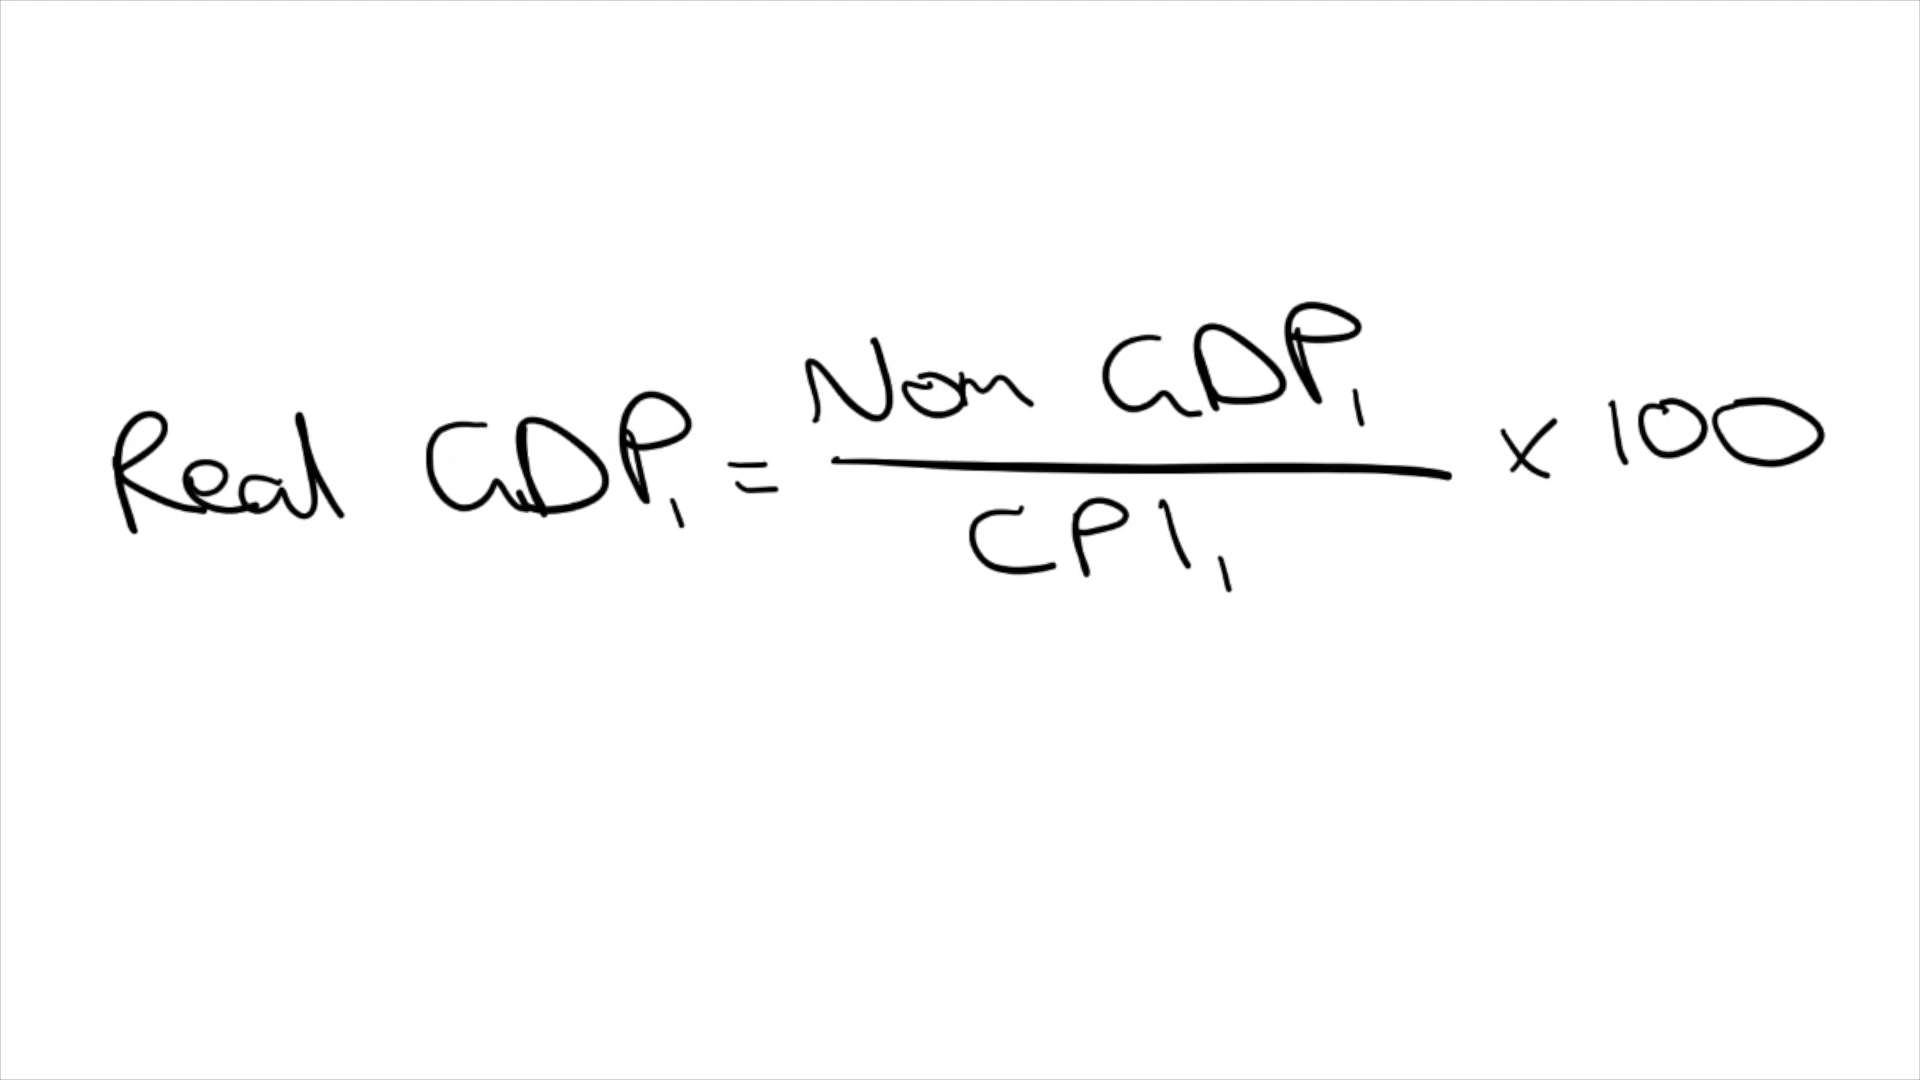 Real GDP₁ = Nom GDP₁ / CPI₁ x 100